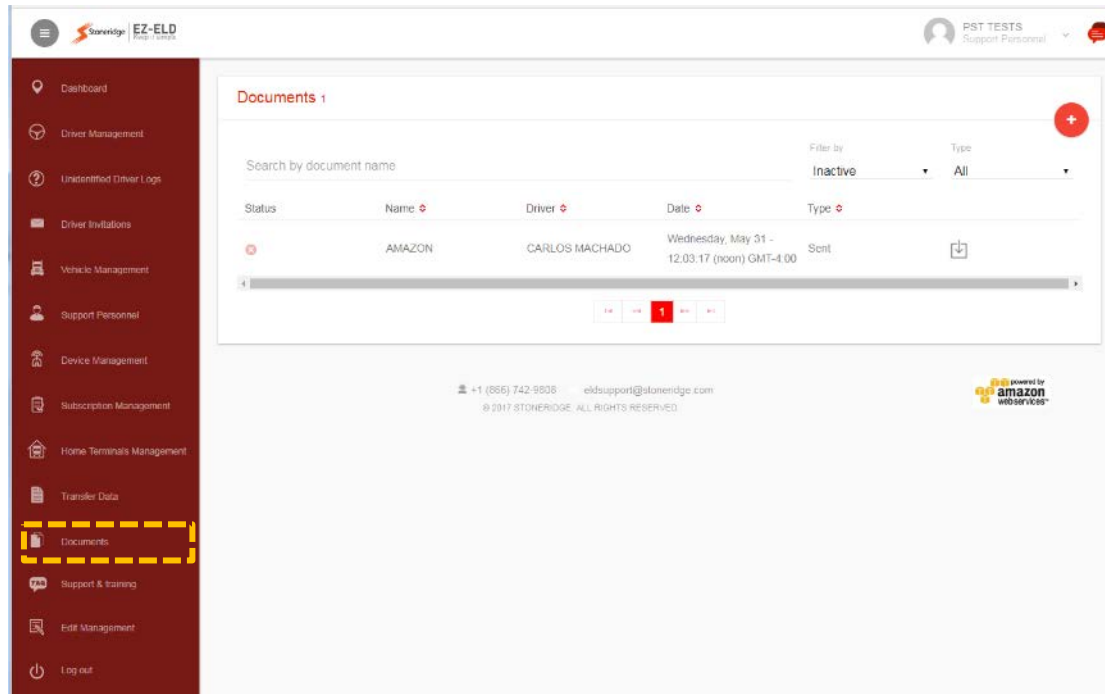 Stoneridge EZ-ELD
Keep it simple
PST TESTS
Support Personnel
Dashboard
Driver Management
Unidentified Driver Logs
Driver Invitations
Vehicle Management
Support Personnel
Device Management
Subscription Management
Home Terminals Management
Transfer Data
Documents
Support & training
Edit Management
Log out
Documents 1
+
Search by document name
Filter by
Inactive
Type
All
Status Name Driver Date Type
AMAZON CARLOS MACHADO Wednesday, May 31 - Sent
12:03:17 (noon) GMT-4:00
1
+1 (866) 742-9808 eldsupport@stoneridge.com
© 2017 STONERIDGE. ALL RIGHTS RESERVED.
powered by
amazon
webservices™